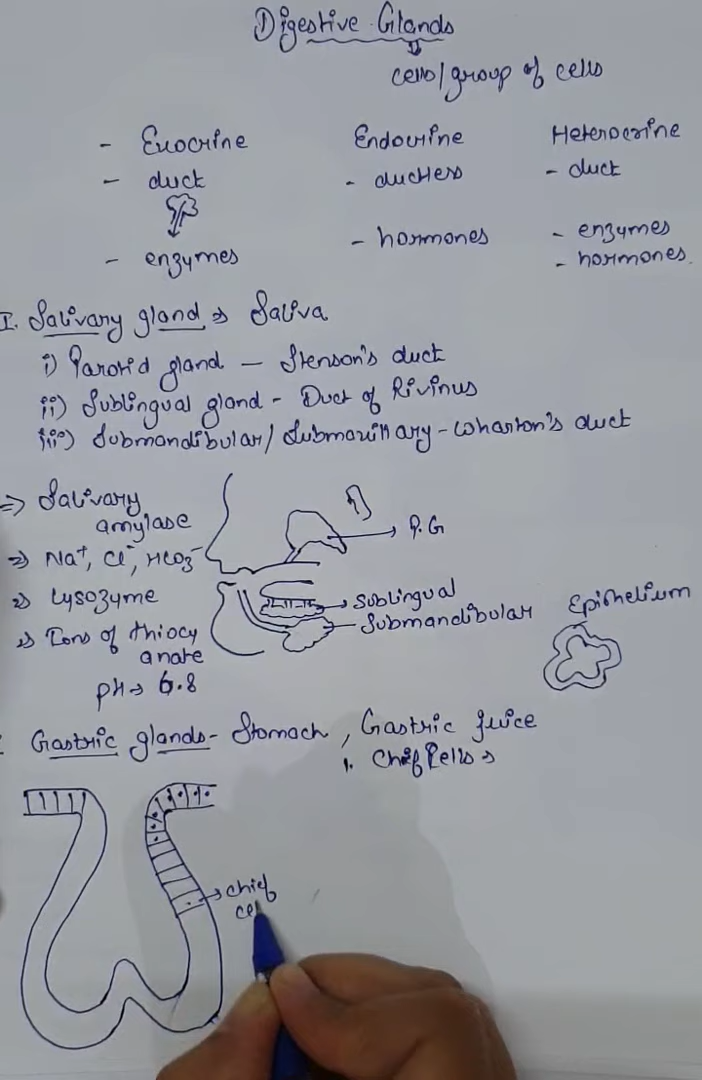 Digestive Glands
cells/group of cells
- Exocrine Endocrine Heterocrine
- duct - ductless - duct
- enzymes - hormones - enzymes
- hormones.
I. Salivary gland ⇒ Saliva
i) Parotid gland - Stenson's duct
ii) Sublingual gland - Duct of Rivinus
iii) Submandibular/Submaxillary - Wharton's duct
⇒ Salivary
amylase
⇒ Na+, Cl-, HCO3-
⇒ Lysozyme
⇒ Ions of thiocy
anate
pH → 6.8
→ P.G
→ Sublingual
→ Submandibular
Epithelium
Gastric glands - Stomach, Gastric juice
1. Chief Cells →
→ chief
cel